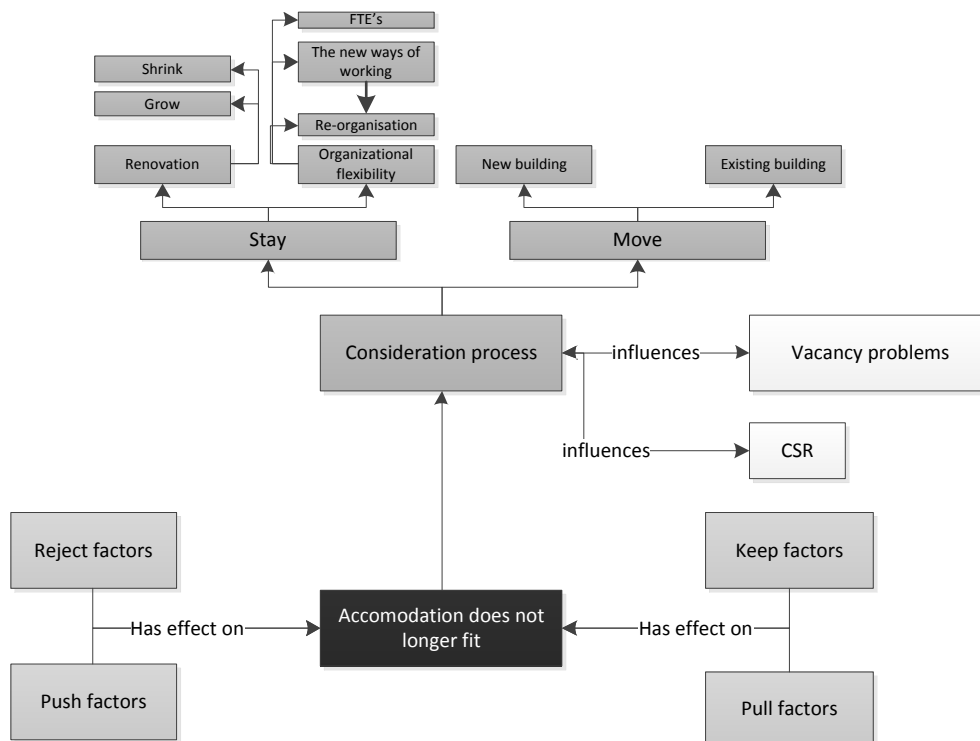 FTE's
The new ways of
working
Shrink
Grow
Re-organisation
Renovation
Organizational
flexibility
New building
Existing building
Stay
Move
Consideration process
influences
Vacancy problems
influences
CSR
Reject factors
Keep factors
Has effect on
Accomodation does not
longer fit
Has effect on
Push factors
Pull factors